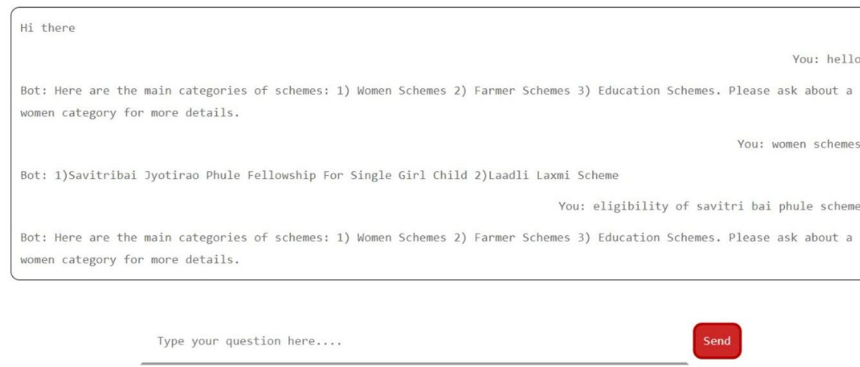 Hi there
You: hello
Bot: Here are the main categories of schemes: 1) Women Schemes 2) Farmer Schemes 3) Education Schemes. Please ask about a
women category for more details.
You: women schemes
Bot: 1)Savitribai Jyotirao Phule Fellowship For Single Girl Child 2)Laadli Laxmi Scheme
You: eligibility of savitri bai phule scheme
Bot: Here are the main categories of schemes: 1) Women Schemes 2) Farmer Schemes 3) Education Schemes. Please ask about a
women category for more details.
Type your question here....
Send